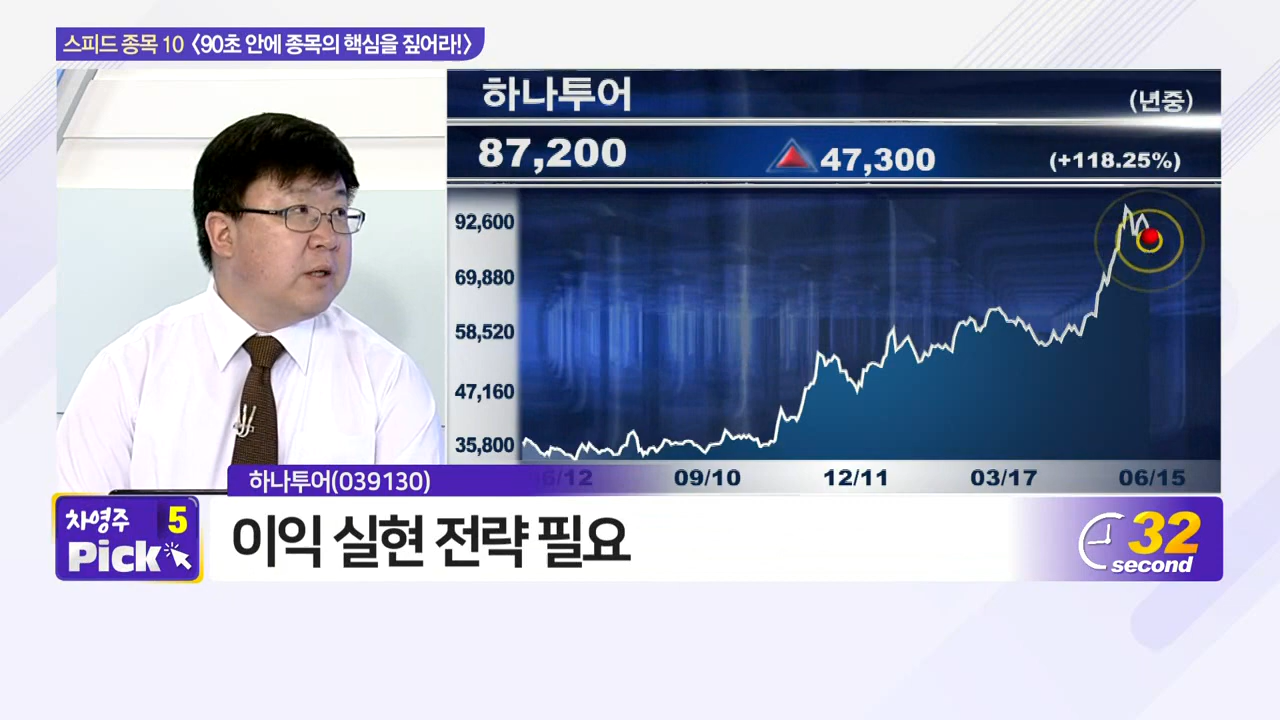 스피드 종목 10 <90초 안에 종목의 핵심을 짚어라!>
하나투어
(년중)
87,200
47,300
(+118.25%)
92,600
69,880
58,520
47,160
35,800
06/12
09/10
12/11
03/17
06/15
하나투어(039130)
차영주 5
Pick
이익 실현 전략 필요
32
second